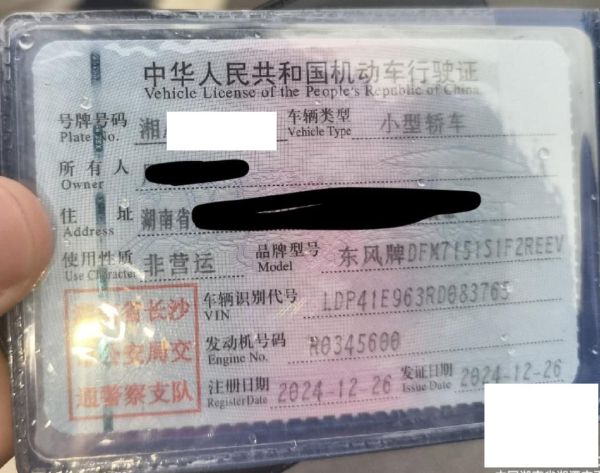 中华人民共和国机动车行驶证
Vehicle License of the People's Republic of China
号牌号码 湘 车辆类型 小型轿车
Plate No. Vehicle Type
所有人
Owner
住 址 湖南省
Address
使用性质 非营运 品牌型号 东风牌DFM7151S1F2REEV
Use Character Model
车辆识别代号 LDP41E963RD083765
VIN
省长沙
公安局交
通警察支队
发动机号码 R0345600
Engine No.
注册日期 2024-12-26 发证日期 2024-12-26
Register Date Issue Date